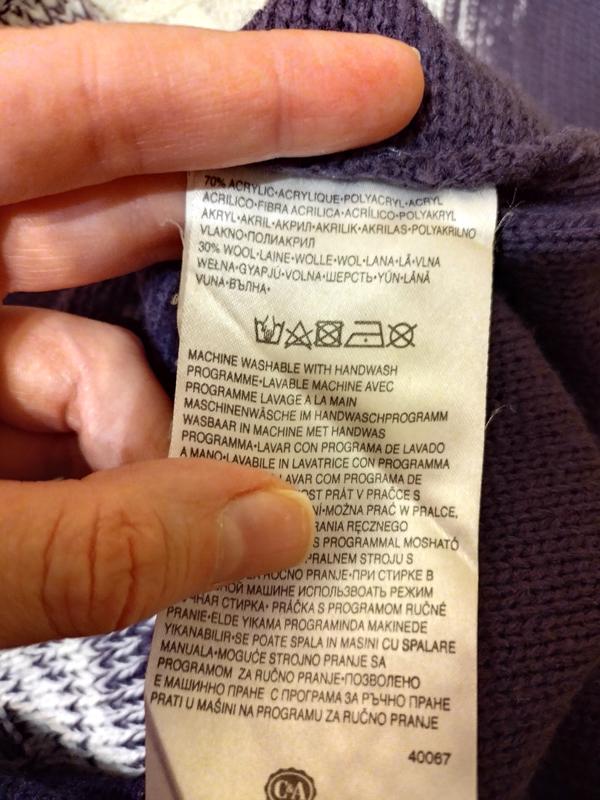 70% ACRYLIC•ACRYLIQUE•POLYACRYL•ACRYL
ACRILICO•FIBRA ACRILICA•ACRÍLICO•POLYAKRYL
AKRYL•AKRIL•АКРИЛ•AKRILIK•AKRILAS•POLYAKRILNO
VLAKNO•ПОЛИАКРИЛ
30% WOOL•LAINE•WOLLE•WOL•LANA•LÃ•VLNA
WEŁNA•GYAPJÚ•VOLNA•ШЕРСТЬ•YÜN•LÂNĂ
VUNA•ВЪЛНА•
MACHINE WASHABLE WITH HANDWASH
PROGRAMME•LAVABLE MACHINE AVEC
PROGRAMME LAVAGE A LA MAIN
MASCHINENWÄSCHE IM HANDWASCHPROGRAMM
WASBAAR IN MACHINE MET HANDWAS
PROGRAMMA•LAVAR CON PROGRAMA DE LAVADO
A MANO•LAVABILE IN LAVATRICE CON PROGRAMMA
LAVAR COM PROGRAMA DE
PRÁT V PRAČCE S
MOŻNA PRAĆ W PRALCE,
RĘCZNEGO
S PROGRAMMAL MOSHATÓ
PRALNEM STROJU S
ROČNO PRANJE•ПРИ СТИРКЕ В
МАШИНЕ ИСПОЛЬЗВОАТЬ РЕЖИМ
СТИРКА• PRÁČKA S PROGRAMOM RUČNÉ
PRANIE•ELDE YIKAMA PROGRAMINDA MAKINEDE
YIKANABILIR•SE POATE SPALA IN MASINI CU SPALARE
MANUALA•MOGUĆE STROJNO PRANJE SA
PROGRAMOM ZA RUČNO PRANJE•ПОЗВОЛЕНО
Е МАШИННО ПРАНЕ С ПРОГРАМА ЗА РЪЧНО ПРАНЕ
PRATI U MAŠINI NA PROGRAMU ZA RUČNO PRANJE
40067
C&A